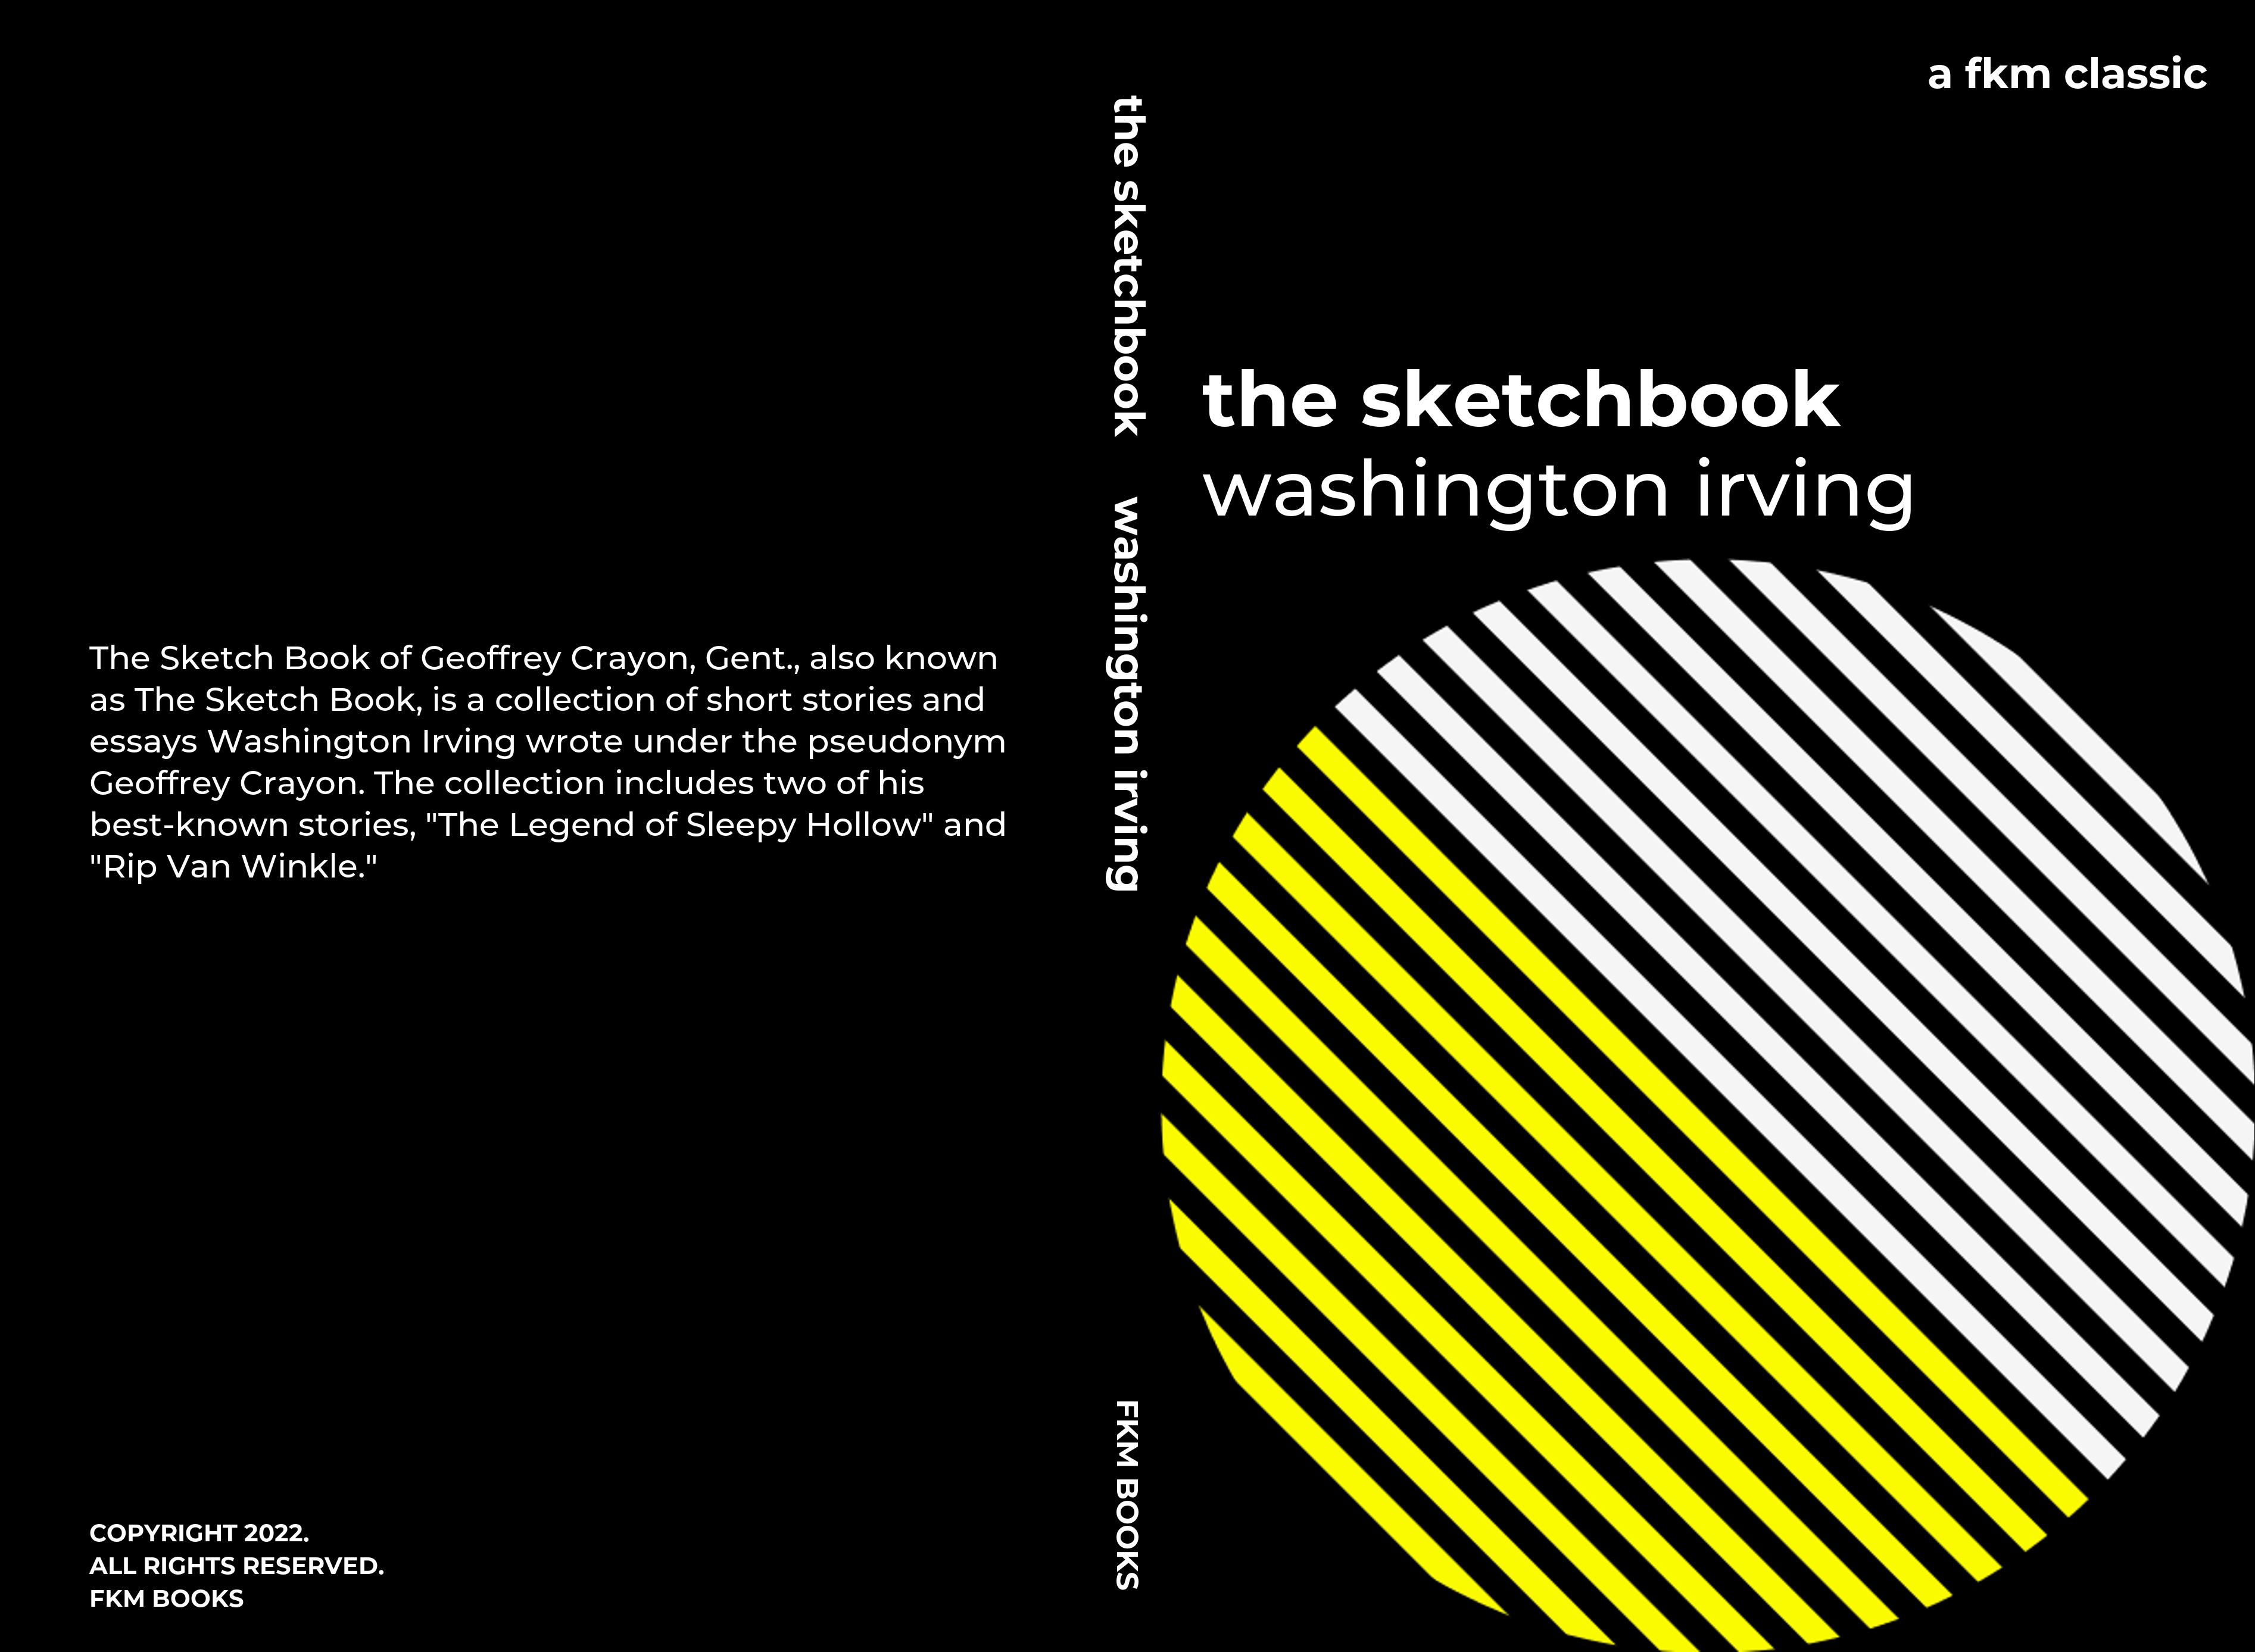 a fkm classic
the sketchbook
washington irving
the sketchbook washington irving
FKM BOOKS
The Sketch Book of Geoffrey Crayon, Gent., also known
as The Sketch Book, is a collection of short stories and
essays Washington Irving wrote under the pseudonym
Geoffrey Crayon. The collection includes two of his
best-known stories, "The Legend of Sleepy Hollow" and
"Rip Van Winkle."
COPYRIGHT 2022.
ALL RIGHTS RESERVED.
FKM BOOKS